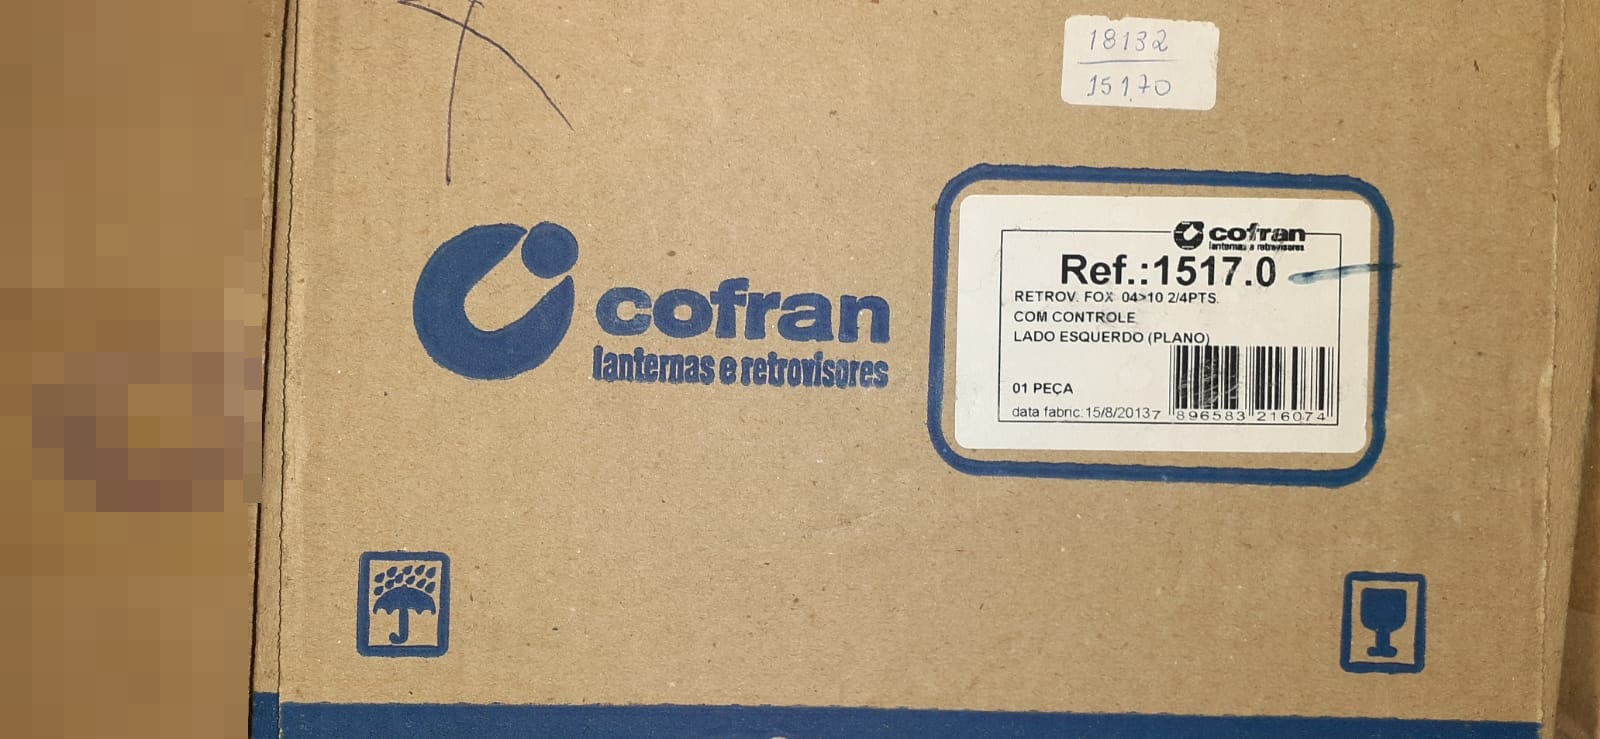 18132
15170
cofran
lanternas e retrovisores
cofran
lanternas e retrovisores
Ref.:1517.0
RETROV. FOX 04>10 2/4PTS.
COM CONTROLE
LADO ESQUERDO (PLANO)
01 PEÇA
data fabric:15/8/2013
7 896583 216074